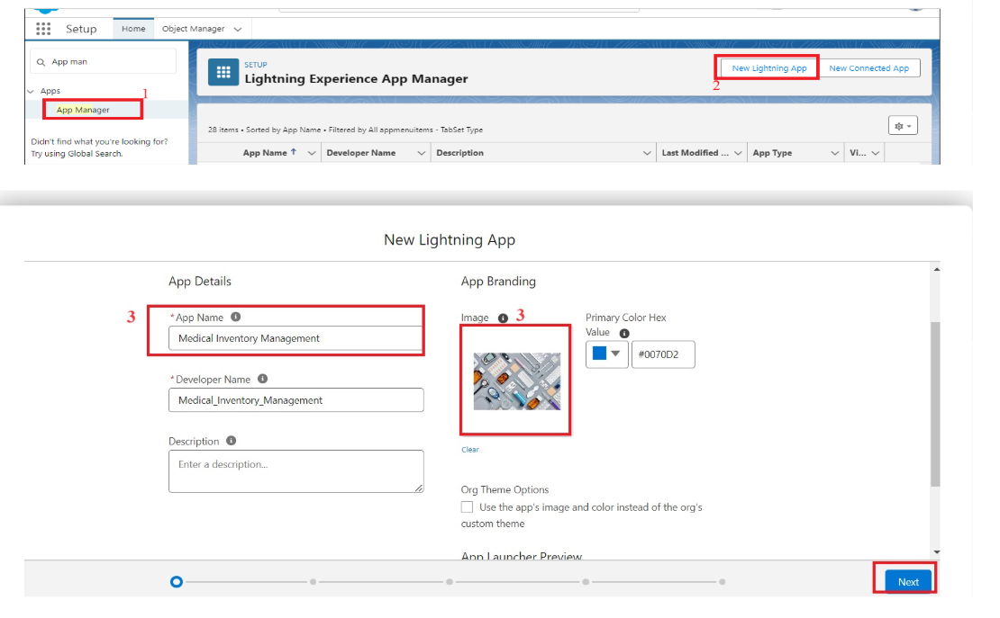 Setup Home Object Manager
App man
Apps
1
App Manager
Didn't find what you're looking for?
Try using Global Search.
SETUP
Lightning Experience App Manager
New Lightning App New Connected App
2
28 items • Sorted by App Name • Filtered by All appmenuitems - TabSet Type
App Name ↑ Developer Name Description Last Modified ... App Type Vi...
New Lightning App
App Details
3
*App Name
Medical Inventory Management
*Developer Name
Medical_Inventory_Management
Description
Enter a description...
App Branding
Image 3
Clear
Primary Color Hex
Value
#0070D2
Org Theme Options
Use the app's image and color instead of the org's
custom theme
App Launcher Preview
Next